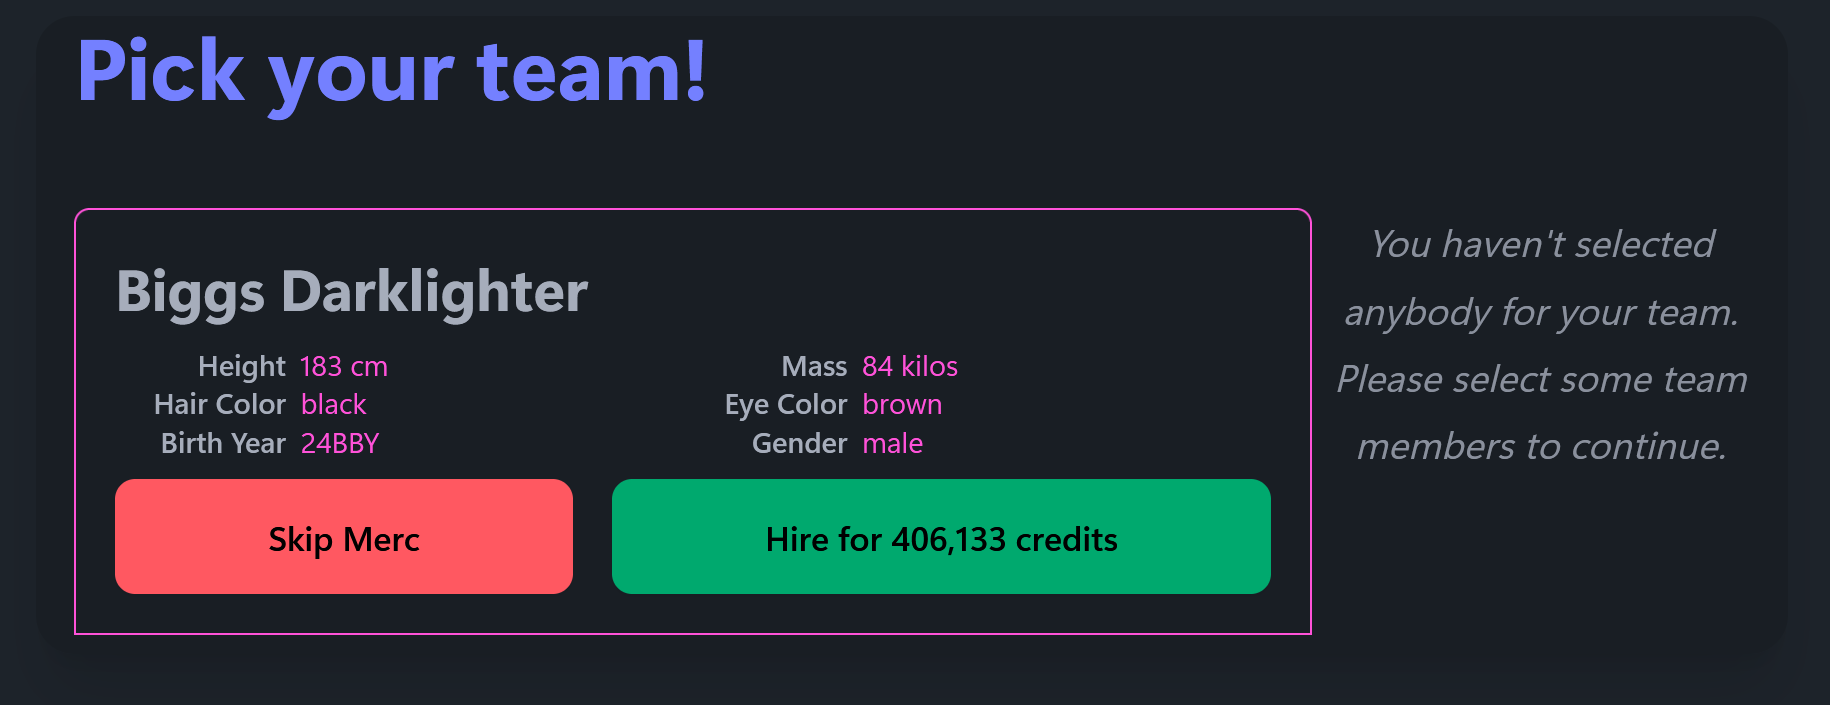 Pick your team!
Biggs Darklighter
Height 183 cm Mass 84 kilos
Hair Color black Eye Color brown
Birth Year 24BBY Gender male
Skip Merc Hire for 406,133 credits
You haven't selected
anybody for your team.
Please select some team
members to continue.